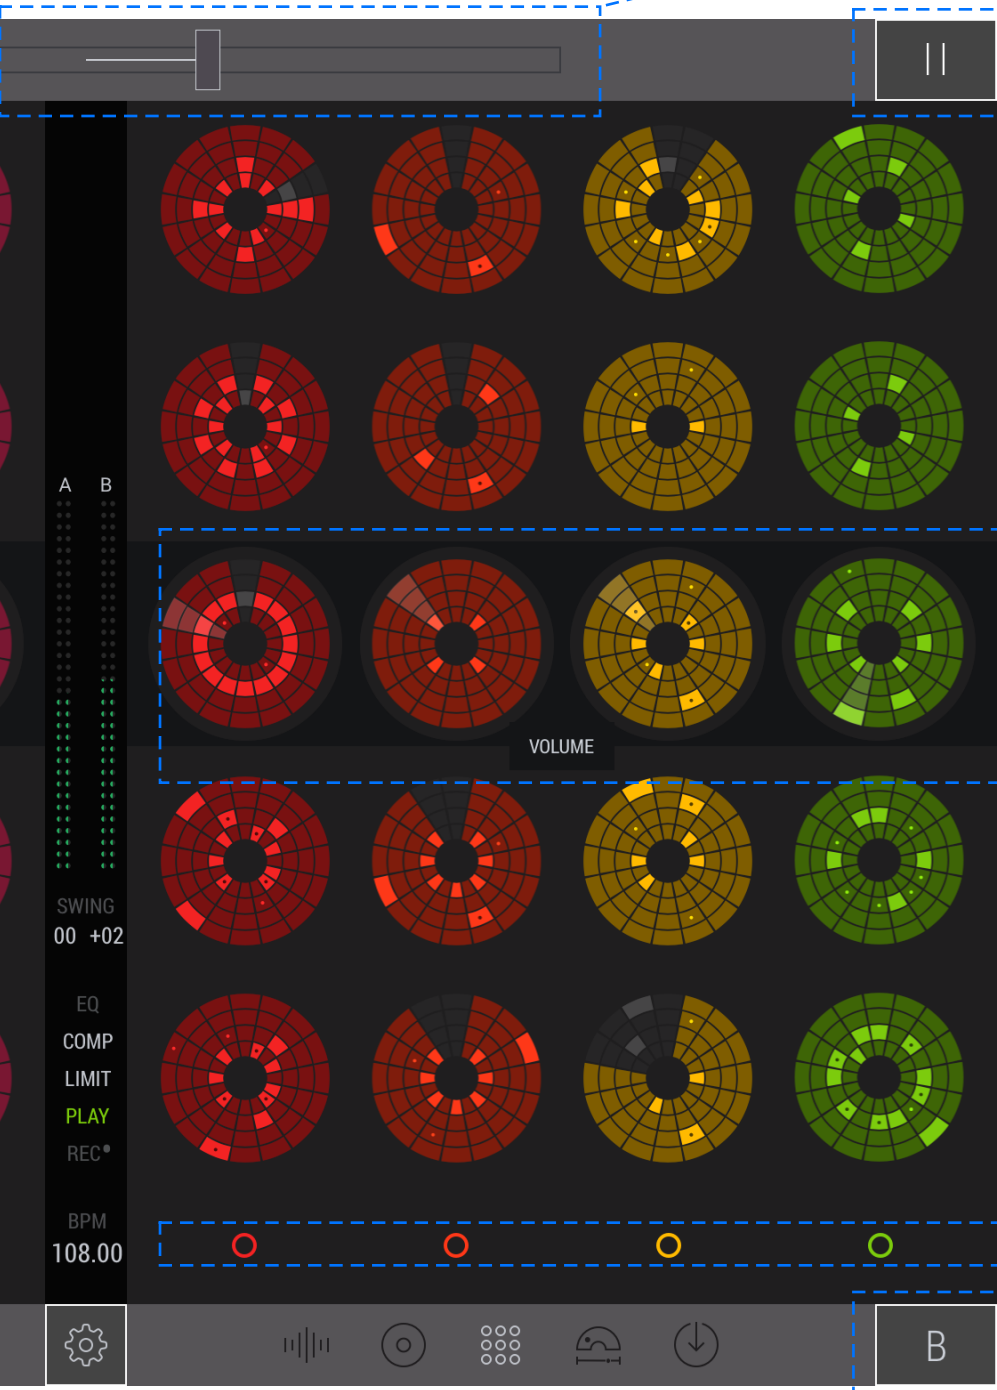 A B
VOLUME
SWING
00 +02
EQ
COMP
LIMIT
PLAY
REC
BPM
108.00
B